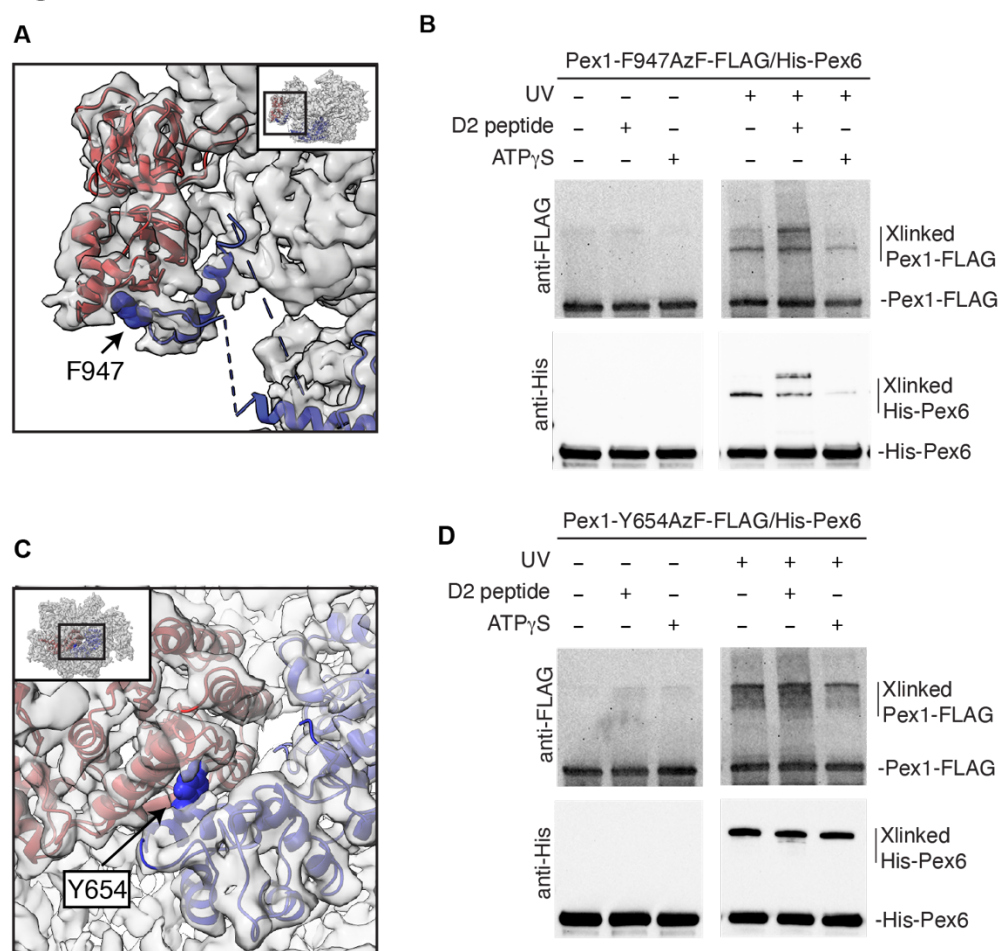 A
F947
B
Pex1-F947AzF-FLAG/His-Pex6
UV – – – + + +
D2 peptide – + – – + –
ATPγS – – + – – +
anti-FLAG
Xlinked
Pex1-FLAG
-Pex1-FLAG
anti-His
Xlinked
His-Pex6
-His-Pex6
C
Y654
D
Pex1-Y654AzF-FLAG/His-Pex6
UV – – – + + +
D2 peptide – + – – + –
ATPγS – – + – – +
anti-FLAG
Xlinked
Pex1-FLAG
-Pex1-FLAG
anti-His
Xlinked
His-Pex6
-His-Pex6